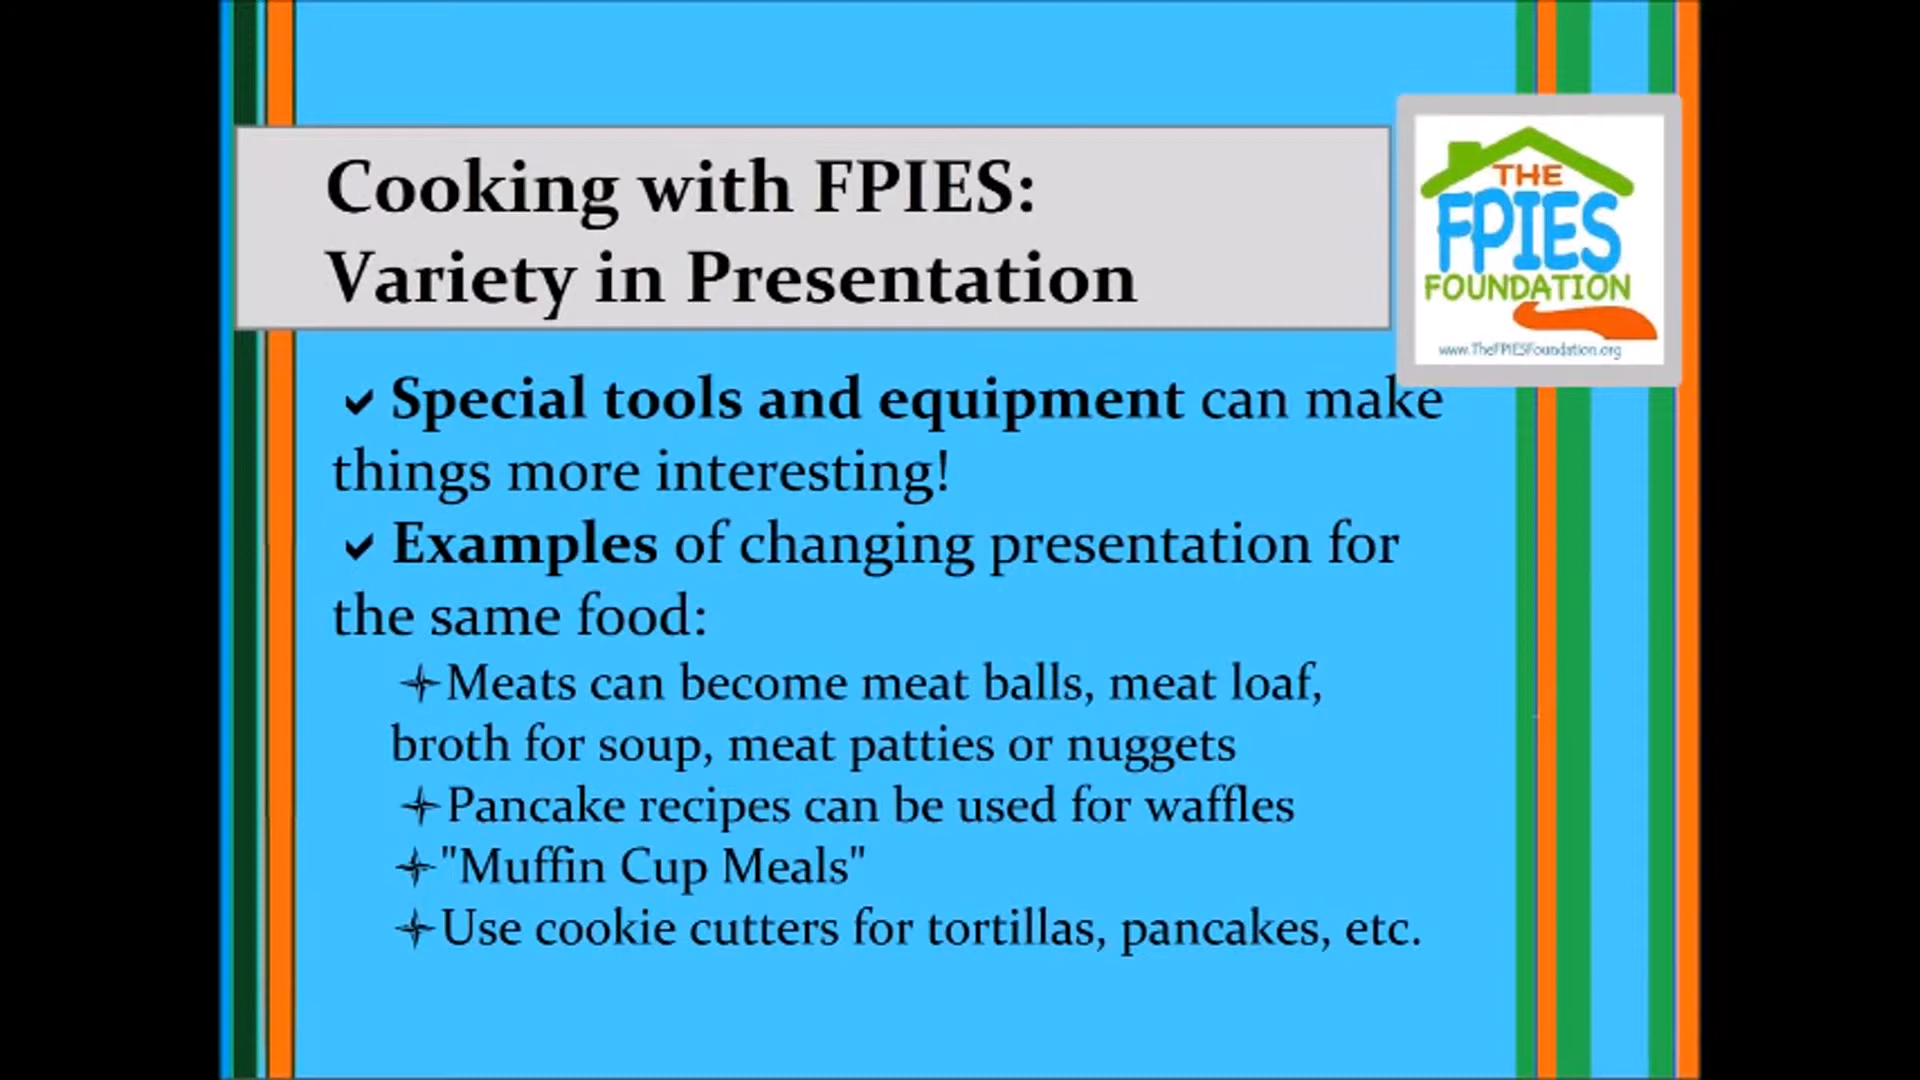 Cooking with FPIES:
Variety in Presentation
THE
FPIES
FOUNDATION
www.TheFPIESFoundation.org
Special tools and equipment can make
things more interesting!
Examples of changing presentation for
the same food:
Meats can become meat balls, meat loaf,
broth for soup, meat patties or nuggets
Pancake recipes can be used for waffles
"Muffin Cup Meals"
Use cookie cutters for tortillas, pancakes, etc.